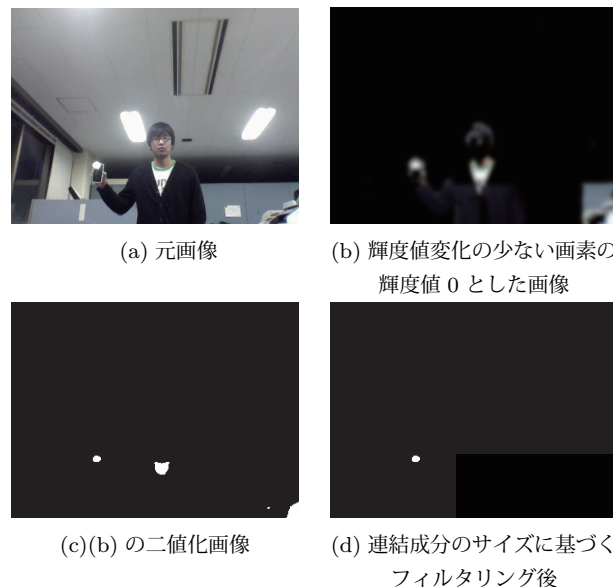 (a) 元画像
(b) 輝度値変化の少ない画素の
輝度値 0 とした画像
(c)(b) の二値化画像
(d) 連結成分のサイズに基づく
フィルタリング後